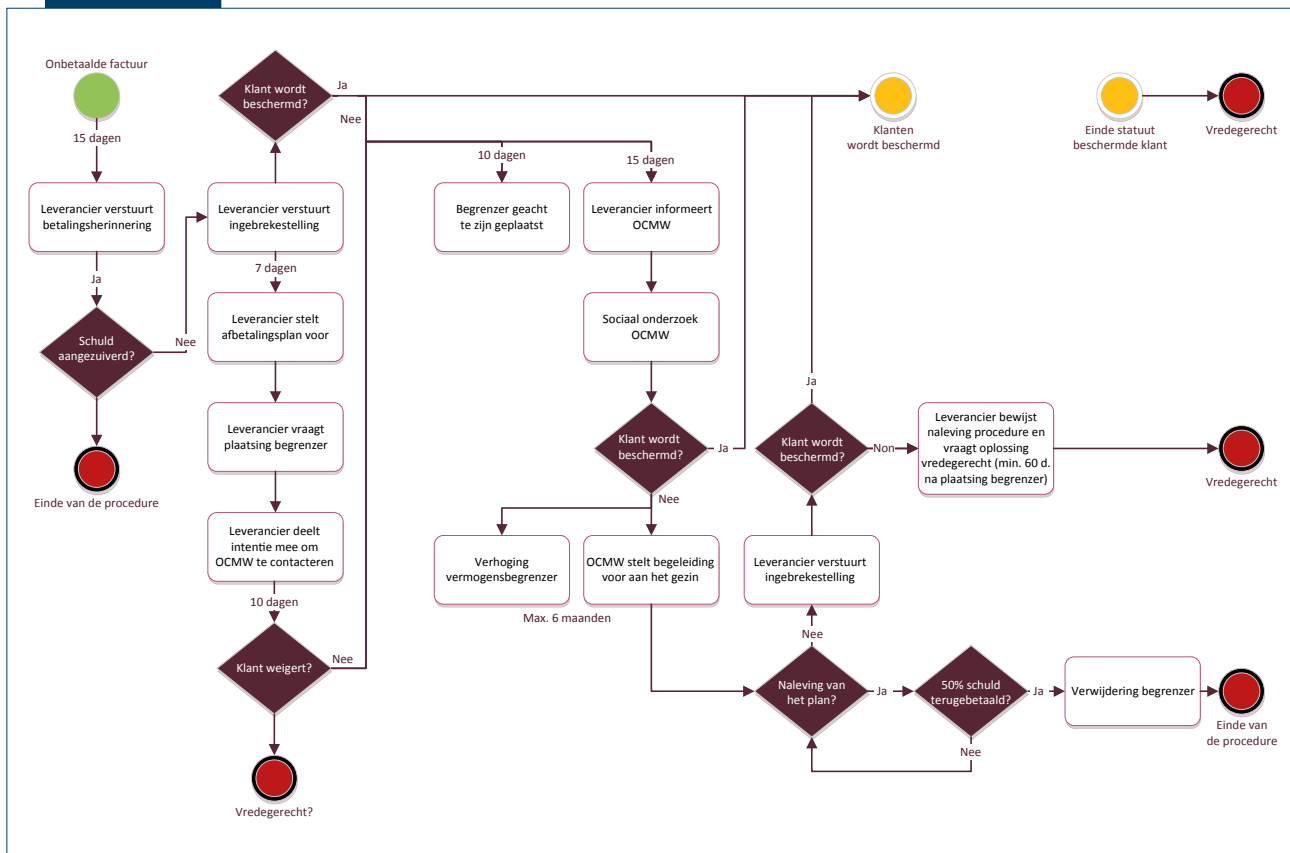 Onbetaalde factuur
15 dagen
Leverancier verstuurt
betalingsherinnering
Ja
Schuld
aangezuiverd?
Nee
Einde van de procedure
Klant wordt
beschermd?
Ja
Nee
Leverancier verstuurt
ingebrekestelling
7 dagen
Leverancier stelt
afbetalingsplan voor
Leverancier vraagt
plaatsing begrenzer
Leverancier deelt
intentie mee om
OCMW te contacteren
10 dagen
Klant weigert?
Nee
Vredegerecht?
10 dagen
Begrenzer geacht
te zijn geplaatst
15 dagen
Leverancier informeert
OCMW
Sociaal onderzoek
OCMW
Klant wordt
beschermd?
Ja
Nee
Verhoging
vermogensbegrenzer
OCMW stelt begeleiding
voor aan het gezin
Max. 6 maanden
Klanten
wordt beschermd
Einde statuut
beschermde klant
Vredegerecht
Ja
Klant wordt
beschermd?
Non
Leverancier bewijst
naleving procedure en
vraagt oplossing
vredegerecht (min. 60 d.
na plaatsing begrenzer)
Vredegerecht
Leverancier verstuurt
ingebrekestelling
Nee
Naleving van
het plan?
Ja
50% schuld
terugebetaald?
Ja
Nee
Verwijdering begrenzer
Einde van
de procedure